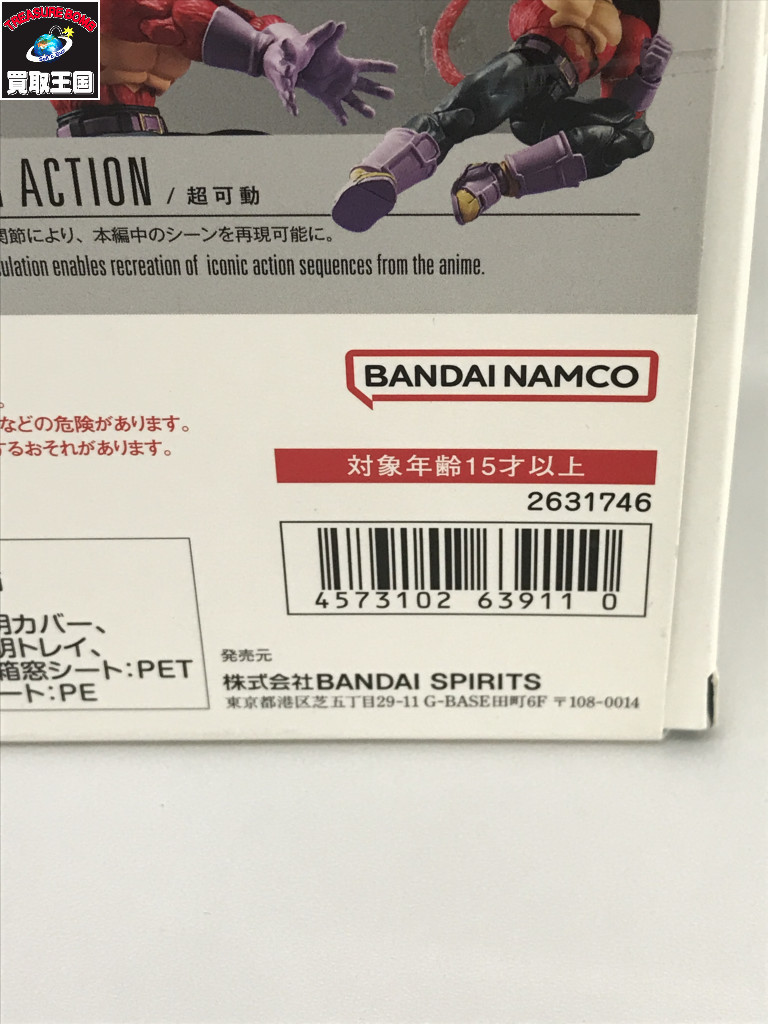 TREASURE BOMB
買取王国
ACTION / 超可動
関節により、本編中のシーンを再現可能に。
ulation enables recreation of iconic action sequences from the anime.
BANDAI NAMCO
などの危険があります。
するおそれがあります。
対象年齢15才以上
2631746
4573102 63911 0
明カバー、
明トレイ、
箱窓シート:PET
ート:PE
発売元
株式会社BANDAI SPIRITS
東京都港区芝五丁目29-11 G-BASE田町6F 〒108-0014